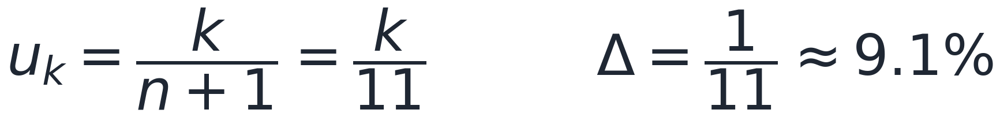 u_k = k/(n + 1) = k/11    Δ = 1/11 ≈ 9.1%